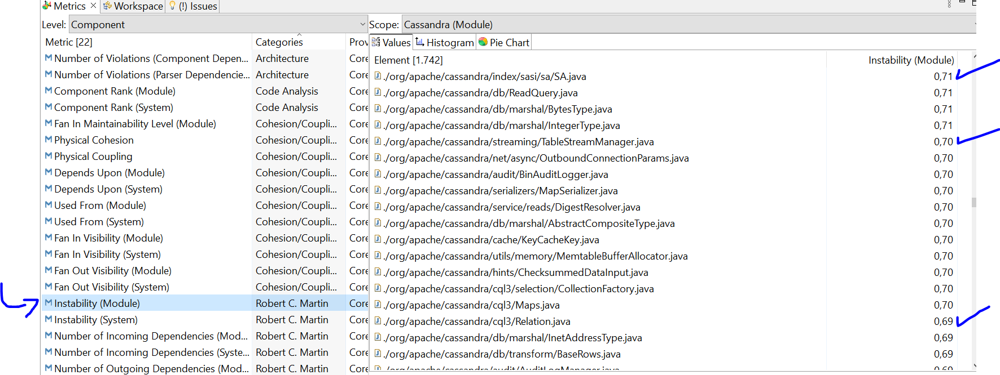 Metrics Workspace (!) Issues
Level: Component Scope: Cassandra (Module)
Metric [22] Categories Prov
Number of Violations (Component Depen... Architecture Core
Number of Violations (Parser Dependencie... Architecture Core
Component Rank (Module) Code Analysis Core
Component Rank (System) Code Analysis Core
Fan In Maintainability Level (Module) Cohesion/Coupli... Core
Physical Cohesion Cohesion/Coupli... Core
Physical Coupling Cohesion/Coupli... Core
Depends Upon (Module) Cohesion/Coupli... Core
Depends Upon (System) Cohesion/Coupli... Core
Used From (Module) Cohesion/Coupli... Core
Used From (System) Cohesion/Coupli... Core
Fan In Visibility (Module) Cohesion/Coupli... Core
Fan In Visibility (System) Cohesion/Coupli... Core
Fan Out Visibility (Module) Cohesion/Coupli... Core
Fan Out Visibility (System) Cohesion/Coupli... Core
Instability (Module) Robert C. Martin Core
Instability (System) Robert C. Martin Core
Number of Incoming Dependencies (Mod... Robert C. Martin Core
Number of Incoming Dependencies (Syste... Robert C. Martin Core
Number of Outgoing Dependencies (Mod... Robert C. Martin Core
Values Histogram Pie Chart
Element [1.742] Instability (Module)
./org/apache/cassandra/index/sasi/sa/SA.java 0,71
./org/apache/cassandra/db/ReadQuery.java 0,71
./org/apache/cassandra/db/marshal/BytesType.java 0,71
./org/apache/cassandra/db/marshal/IntegerType.java 0,71
./org/apache/cassandra/streaming/TableStreamManager.java 0,70
./org/apache/cassandra/net/async/OutboundConnectionParams.java 0,70
./org/apache/cassandra/audit/BinAuditLogger.java 0,70
./org/apache/cassandra/serializers/MapSerializer.java 0,70
./org/apache/cassandra/service/reads/DigestResolver.java 0,70
./org/apache/cassandra/db/marshal/AbstractCompositeType.java 0,70
./org/apache/cassandra/cache/KeyCacheKey.java 0,70
./org/apache/cassandra/utils/memory/MemtableBufferAllocator.java 0,70
./org/apache/cassandra/hints/ChecksummedDataInput.java 0,70
./org/apache/cassandra/cql3/selection/CollectionFactory.java 0,70
./org/apache/cassandra/cql3/Maps.java 0,70
./org/apache/cassandra/cql3/Relation.java 0,69
./org/apache/cassandra/db/marshal/InetAddressType.java 0,69
./org/apache/cassandra/db/transform/BaseRows.java 0,69
./org/apache/cassandra/audit/AuditLogManager.java 0,69